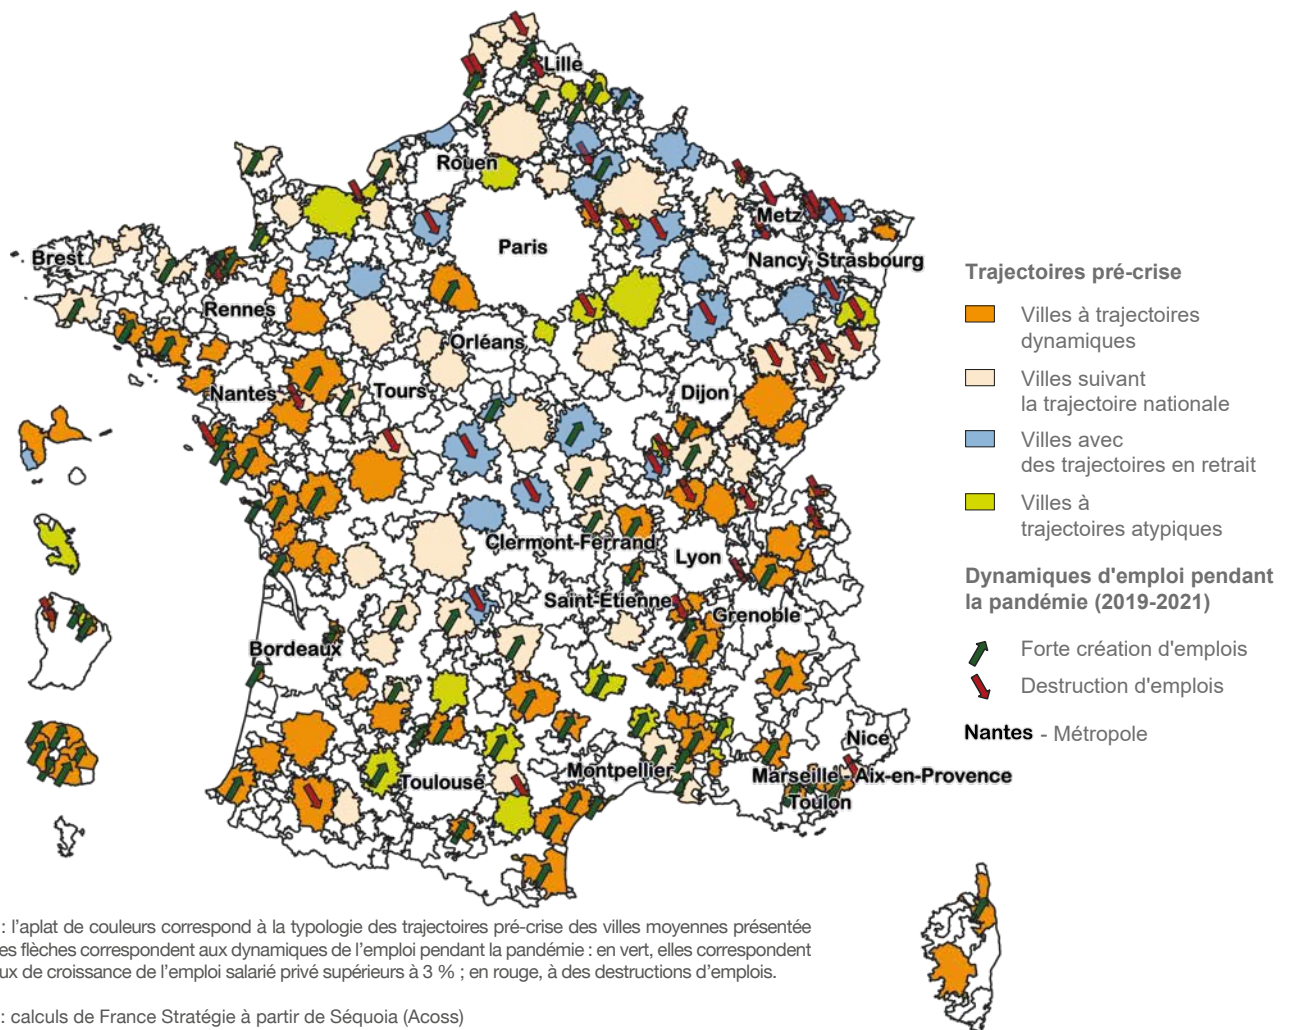 Lille
Rouen
Metz
Paris
Brest
Nancy
Strasbourg
Rennes
Orléans
Nantes
Tours
Dijon
Clermont-Ferrand
Lyon
Saint-Étienne
Grenoble
Bordeaux
Nice
Montpellier
Marseille - Aix-en-Provence
Toulouse
Toulon
Trajectoires pré-crise
Villes à trajectoires
dynamiques
Villes suivant
la trajectoire nationale
Villes avec
des trajectoires en retrait
Villes à
trajectoires atypiques
Dynamiques d'emploi pendant
la pandémie (2019-2021)
Forte création d'emplois
Destruction d'emplois
Nantes - Métropole
: l’aplat de couleurs correspond à la typologie des trajectoires pré-crise des villes moyennes présentée
es flèches correspondent aux dynamiques de l’emploi pendant la pandémie : en vert, elles correspondent
ux de croissance de l’emploi salarié privé supérieurs à 3 % ; en rouge, à des destructions d’emplois.
: calculs de France Stratégie à partir de Séquoia (Acoss)